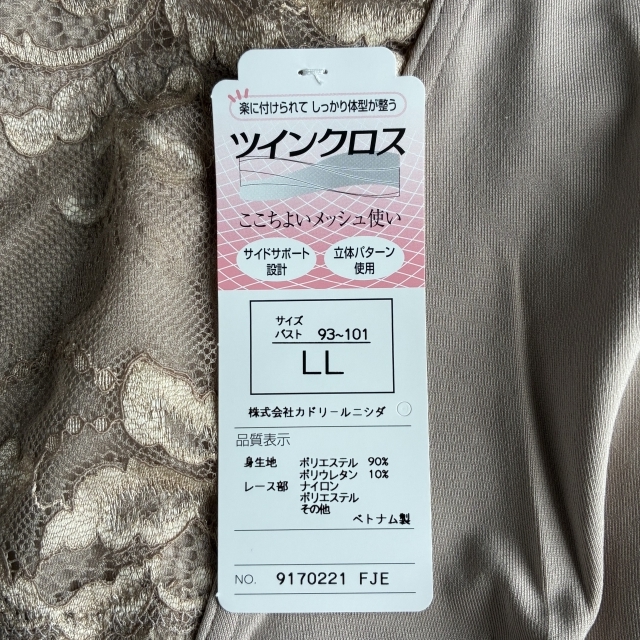 楽に付けられて しっかり体型が整う
ツインクロス
ここちよいメッシュ使い
サイドサポート 立体パターン
設計 使用
サイズ
バスト 93~101
LL
株式会社カドリールニシダ
品質表示
身生地 ポリエステル 90%
ポリウレタン 10%
レース部 ナイロン
ポリエステル
その他
ベトナム製
NO. 9170221 FJE